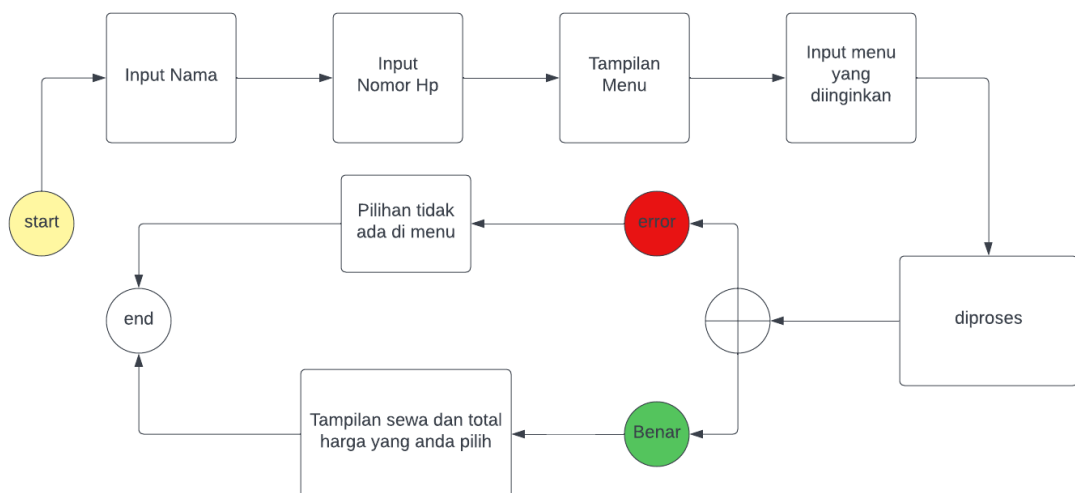 Input Nama
Input
Nomor Hp
Tampilan
Menu
Input menu
yang
diinginkan
start
Pilihan tidak
ada di menu
error
end
diproses
Tampilan sewa dan total
harga yang anda pilih
Benar